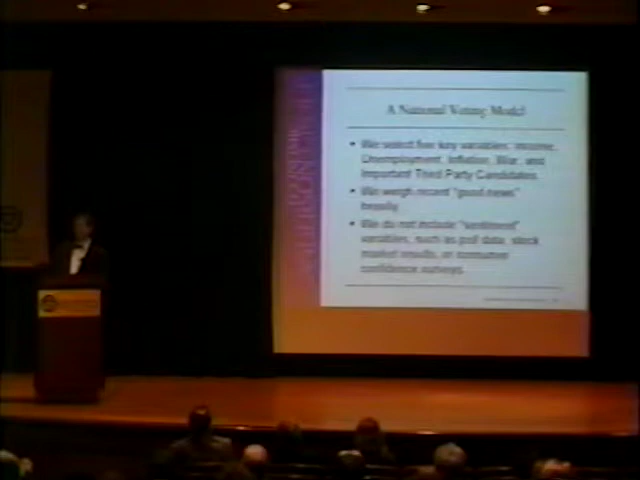 A National Voting Model
• We select five key variables, Income,
Unemployment, Inflation, War, and
Important Third Party Candidates.
• We weigh recent "good news"
heavily.
• We do not include "sentiment"
variables, such as poll data, stock
market results, or consumer
confidence surveys.